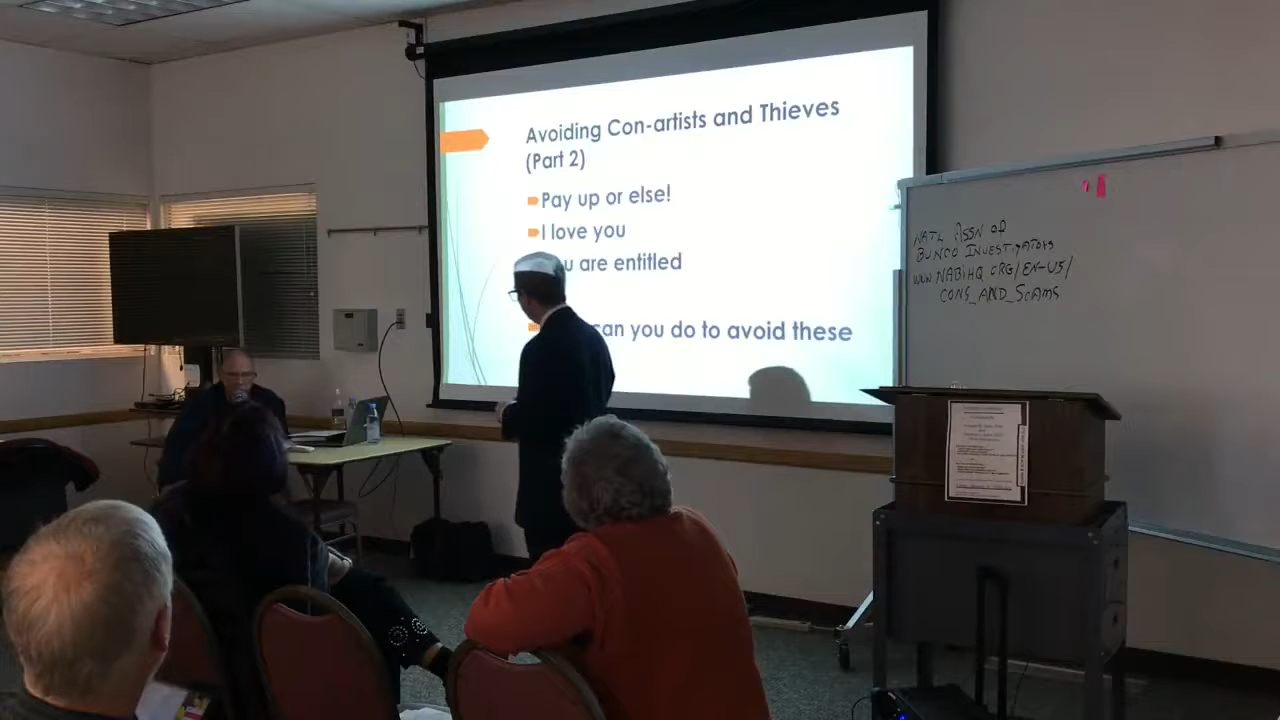 Avoiding Con-artists and Thieves
(Part 2)
Pay up or else!
I love you
u are entitled
can you do to avoid these
NATL ASSN OF
BUNCO INVESTIGATORS
WWW.NABIHQ.ORG/EN-US/
CONS_AND_SCAMS